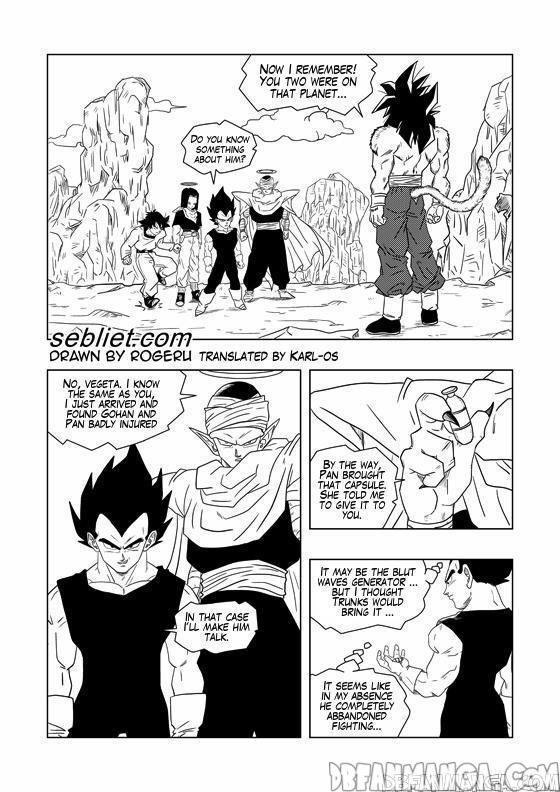 NOW I REMEMBER!
YOU TWO WERE
ON THAT PLANET...
DO YOU KNOW
SOMETHING
ABOUT HIM?
sebliet.com
DRAWN BY ROGERU TRANSLATED BY KARL-OS
NO, VEGETA. I KNOW
THE SAME AS YOU,
I JUST ARRIVED AND
FOUND GOHAN AND
PAN BADLY INJURED
IN THAT CASE
I'LL MAKE HIM
TALK.
BY THE WAY,
PAN BROUGHT
THAT CAPSULE.
SHE TOLD ME
TO GIVE IT TO
YOU.
IT MAY BE THE BLUT
WAVES GENERATOR ...
BUT I THOUGHT
TRUNKS WOULD
BRING IT ...
IT SEEMS LIKE
IN MY ABSENCE
HE COMPLETELY
ABBANDONED
FIGHTING...
DBFANMANGA.COM